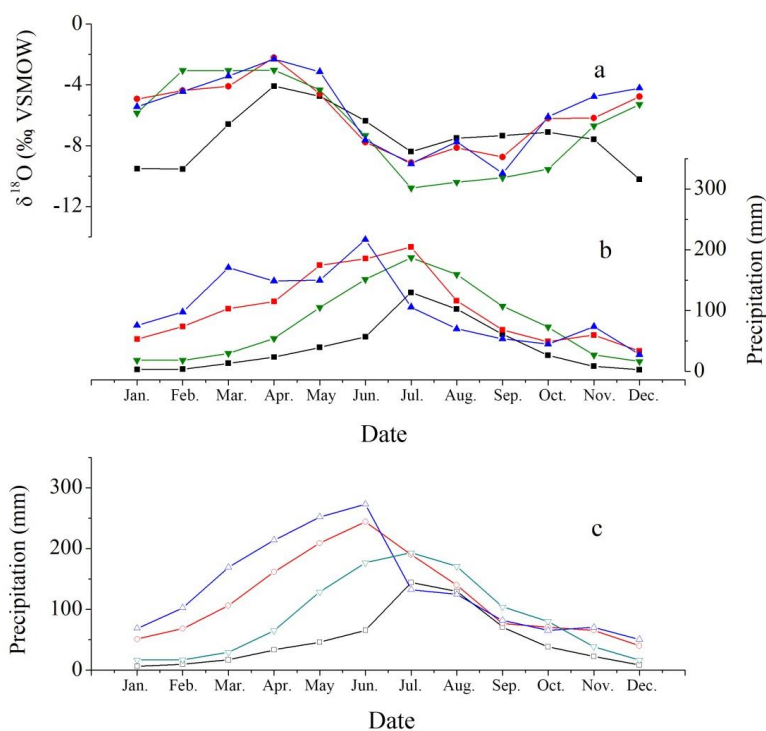 0
a
-4
-8
-12
δ18O (‰ VSMOW)
300
200
100
0
Precipitation (mm)
b
Jan. Feb. Mar. Apr. May Jun. Jul. Aug. Sep. Oct. Nov. Dec.
Date
300
c
200
100
0
Precipitation (mm)
Jan. Feb. Mar. Apr. May Jun. Jul. Aug. Sep. Oct. Nov. Dec.
Date